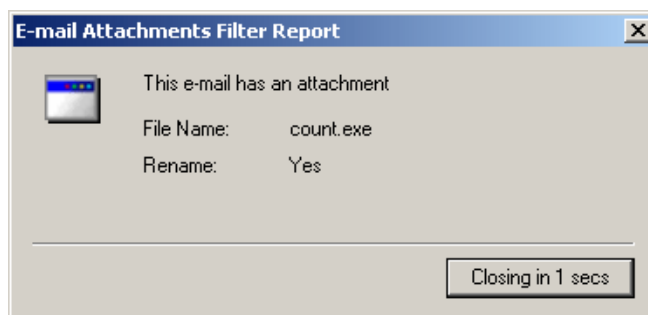 E-mail Attachments Filter Report
This e-mail has an attachment
File Name: count.exe
Rename: Yes
Closing in 1 secs